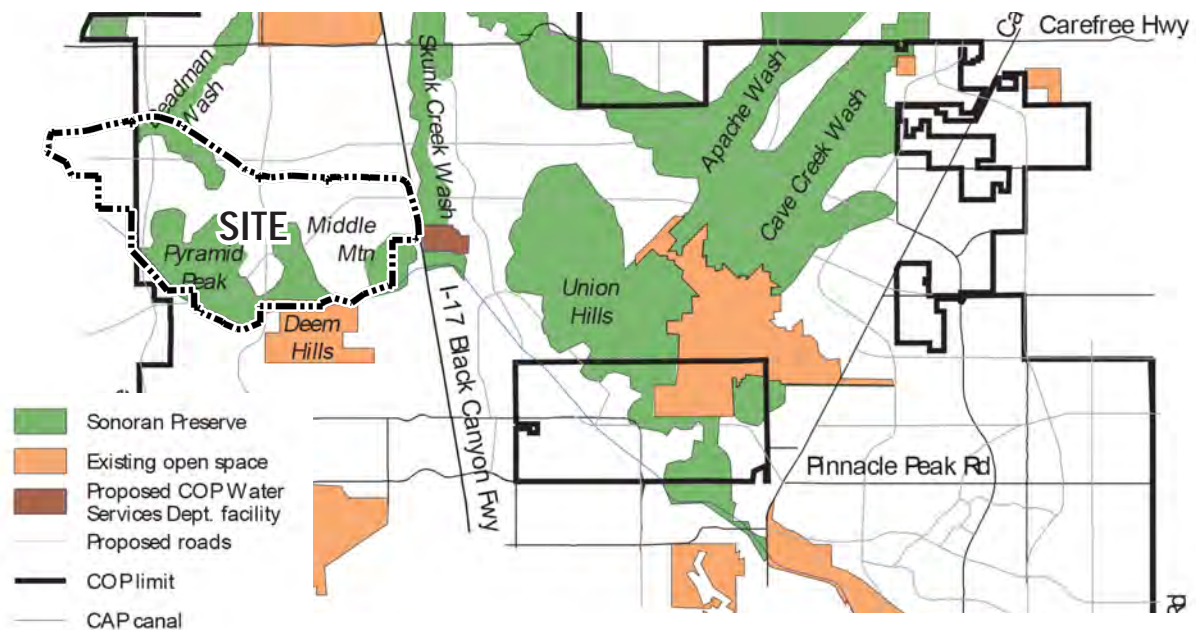 Carefree Hwy
Ca
Deadman
Wash
Skunk Creek Wash
Apache Wash
Cave Creek Wash
SITE
Middle
Mtn
Pyramid
Peak
Union
Hills
Deem
Hills
I-17 Black Canyon Fwy
Pinnacle Peak Rd
Sonoran Preserve
Existing open space
Proposed COP Water
Services Dept. facility
Proposed roads
COP limit
CAP canal